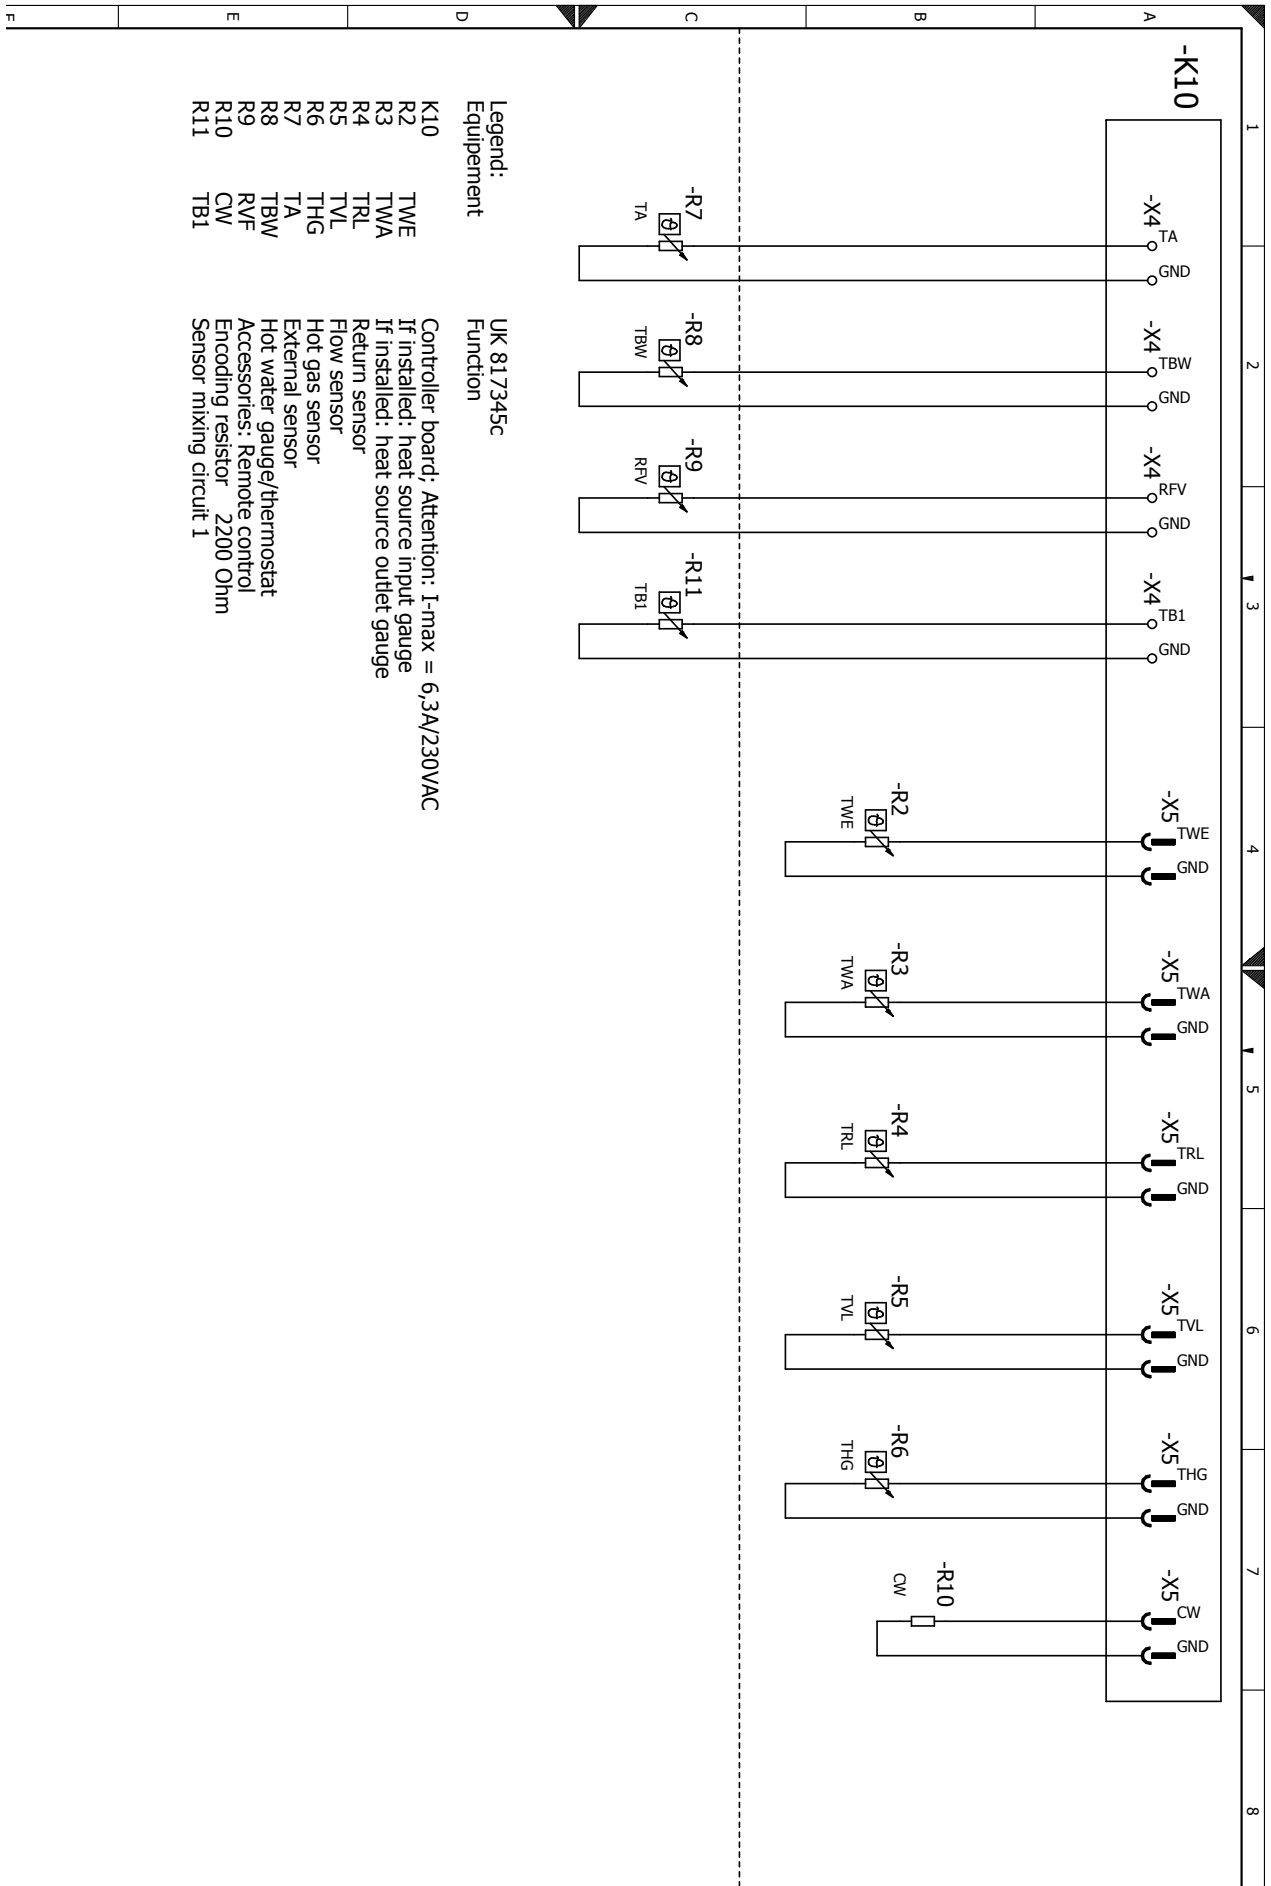 1 2 3 4 5 6 7 8
A
B
C
D
E
F
-K10
-X4 TA GND
-X4 TBW GND
-X4 RFV GND
-X4 TB1 GND
-X5 TWE GND
-X5 TWA GND
-X5 TRL GND
-X5 TVL GND
-X5 THG GND
-X5 CW GND
-R2 TWE
-R3 TWA
-R4 TRL
-R5 TVL
-R6 THG
-R10 CW
-R7 TA
-R8 TBW
-R9 RFV
-R11 TB1
Legend: UK 817345c
Equipement Function
K10 Controller board; Attention: I-max = 6,3A/230VAC
R2 TWE If installed: heat source input gauge
R3 TWA If installed: heat source outlet gauge
R4 TRL Return sensor
R5 TVL Flow sensor
R6 THG Hot gas sensor
R7 TA External sensor
R8 TBW Hot water gauge/thermostat
R9 RVF Accessories: Remote control
R10 CW Encoding resistor 2200 Ohm
R11 TB1 Sensor mixing circuit 1